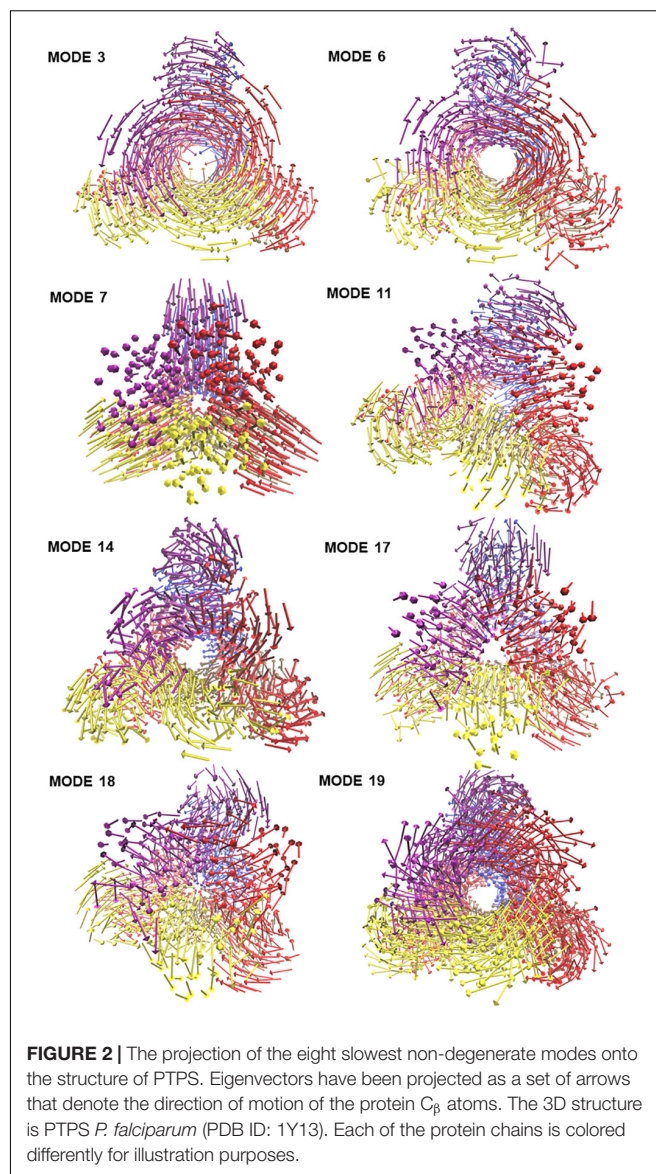 MODE 3
MODE 6
MODE 7
MODE 11
MODE 14
MODE 17
MODE 18
MODE 19
FIGURE 2 | The projection of the eight slowest non-degenerate modes onto
the structure of PTPS. Eigenvectors have been projected as a set of arrows
that denote the direction of motion of the protein Cβ atoms. The 3D structure
is PTPS P. falciparum (PDB ID: 1Y13). Each of the protein chains is colored
differently for illustration purposes.